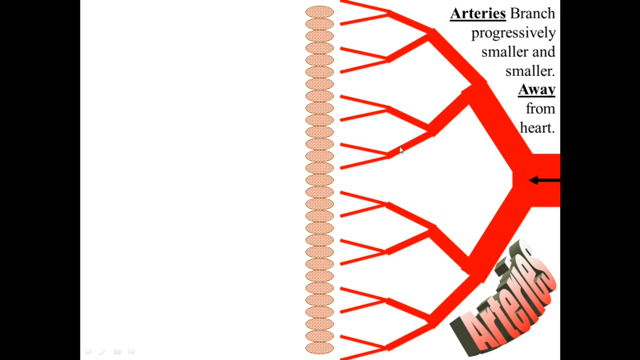 Arteries Branch
progressively
smaller and
smaller.
Away
from
heart.
Arteries